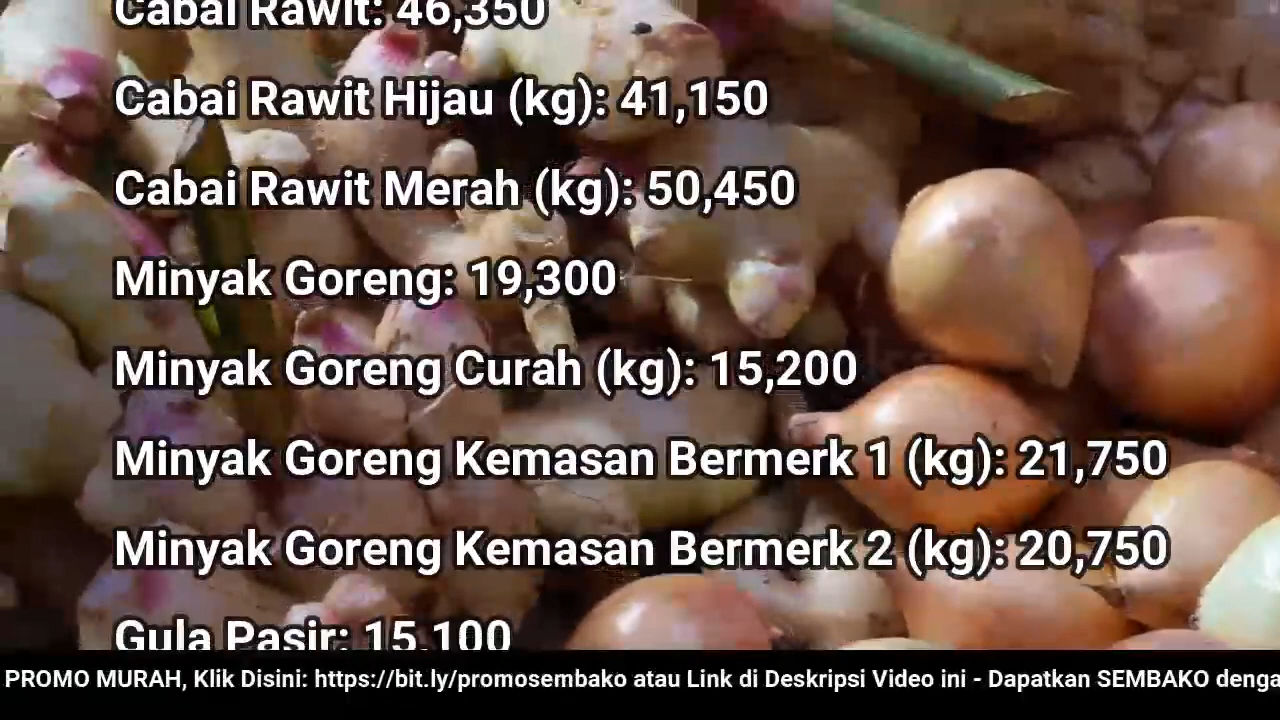 Cabai Rawit: 46,350
Cabai Rawit Hijau (kg): 41,150
Cabai Rawit Merah (kg): 50,450
Minyak Goreng: 19,300
Minyak Goreng Curah (kg): 15,200
Minyak Goreng Kemasan Bermerk 1 (kg): 21,750
Minyak Goreng Kemasan Bermerk 2 (kg): 20,750
Gula Pasir: 15,100
PROMO MURAH, Klik Disini: https://bit.ly/promosembako atau Link di Deskripsi Video ini - Dapatkan SEMBAKO denga